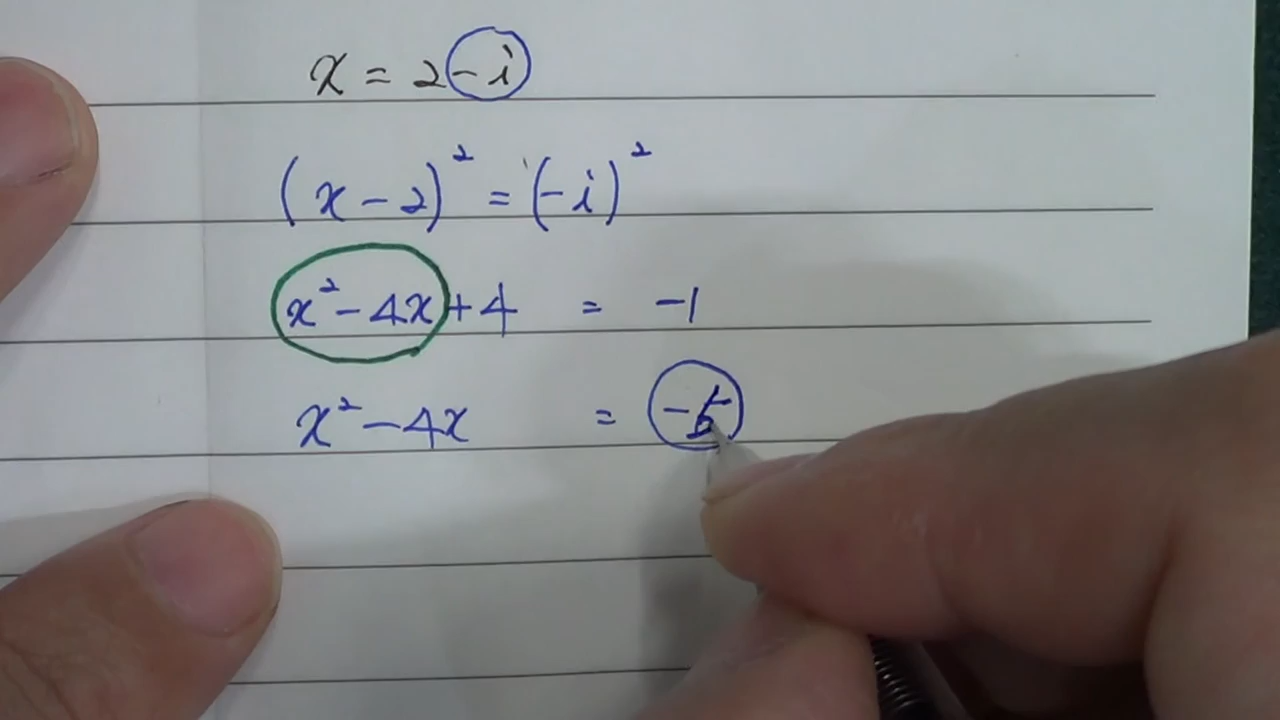 x = 2 - i
(x - 2)² = (-i)²
x² - 4x + 4 = -1
x² - 4x = -5